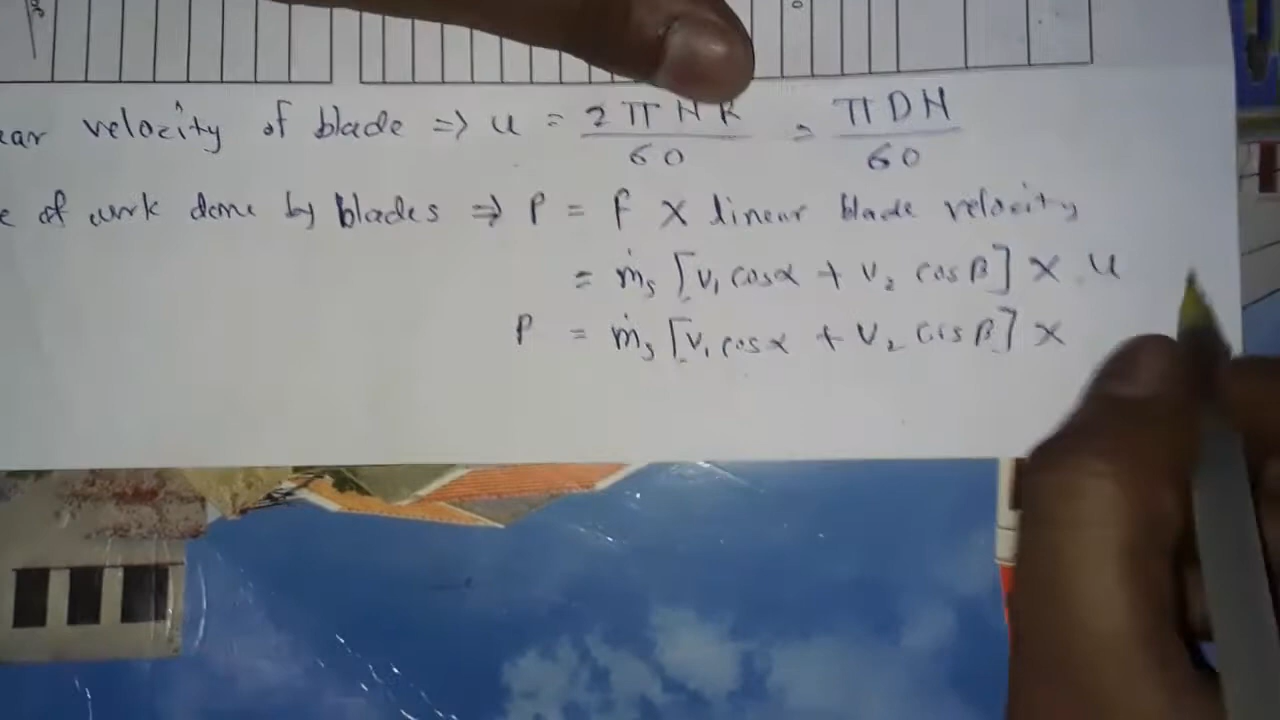 velocity of blade => u = 2πNR/60 = πDN/60
of work done by blades => P = F X linear blade velocity
= ṁₛ [V₁ cosα + V₂ cosβ] X u
P = ṁₛ [V₁ cosα + V₂ cosβ] X